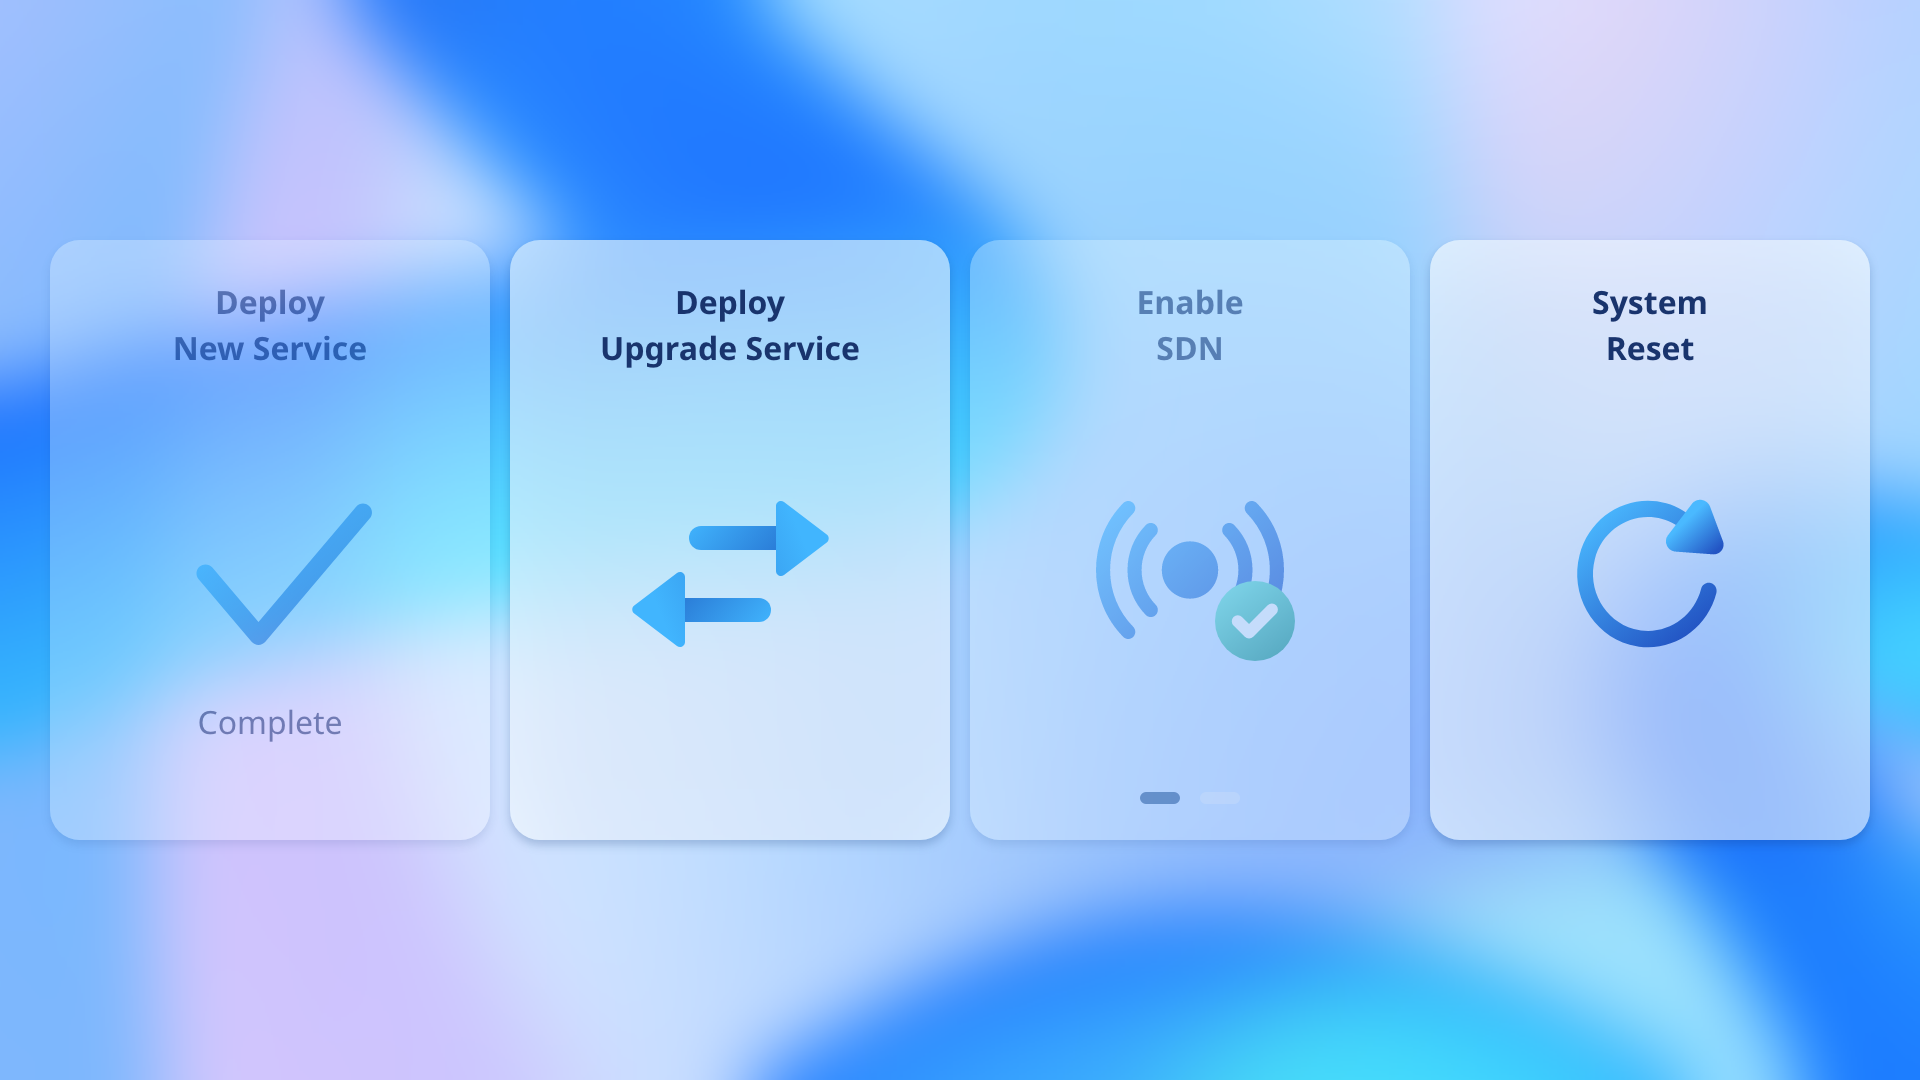 Deploy
New Service
Complete
Deploy
Upgrade Service
Enable
SDN
System
Reset